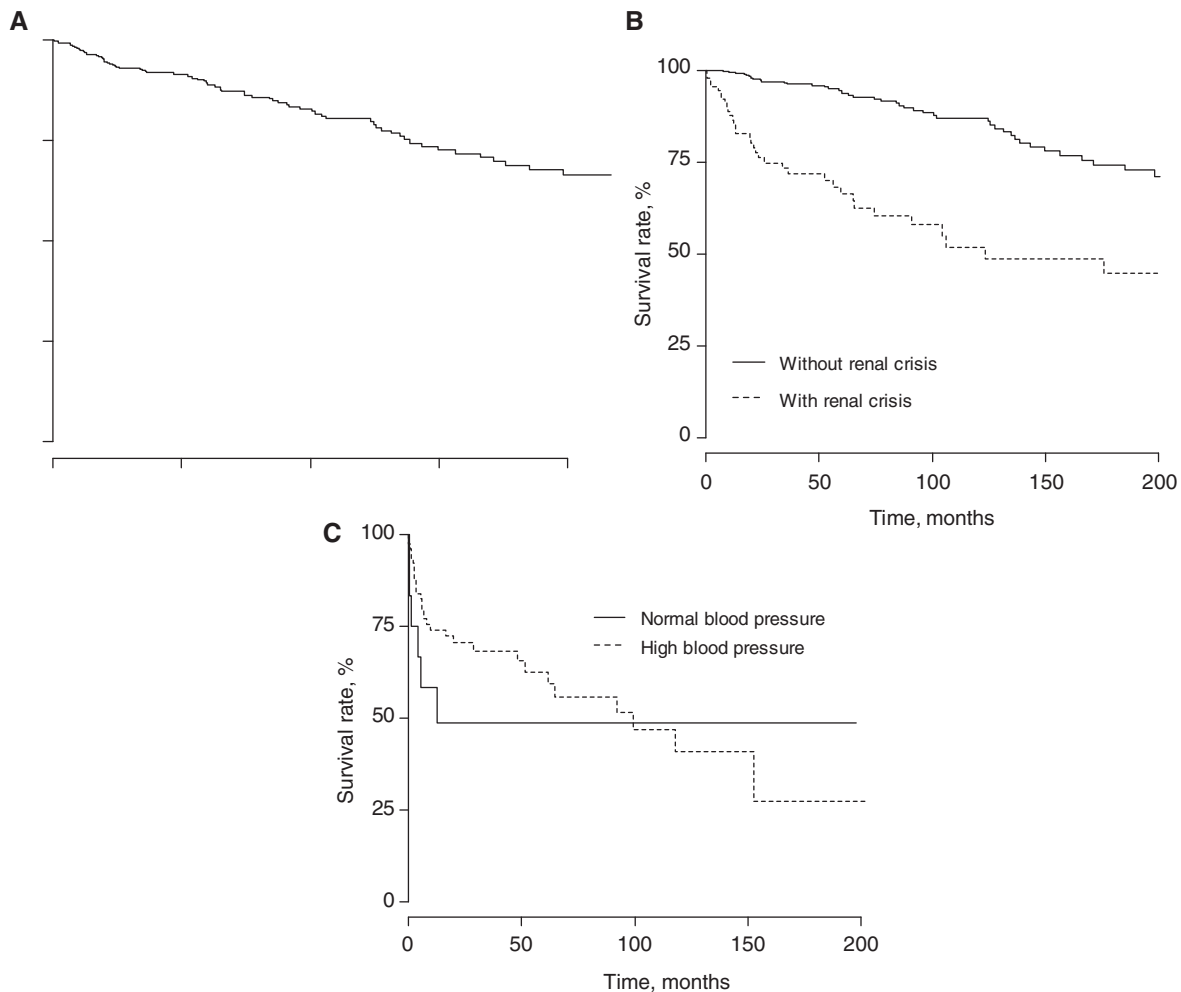 A
B
100
75
50
25
0
Survival rate, %
Without renal crisis
With renal crisis
0 50 100 150 200
Time, months
C
100
75
50
25
0
Survival rate, %
Normal blood pressure
High blood pressure
0 50 100 150 200
Time, months